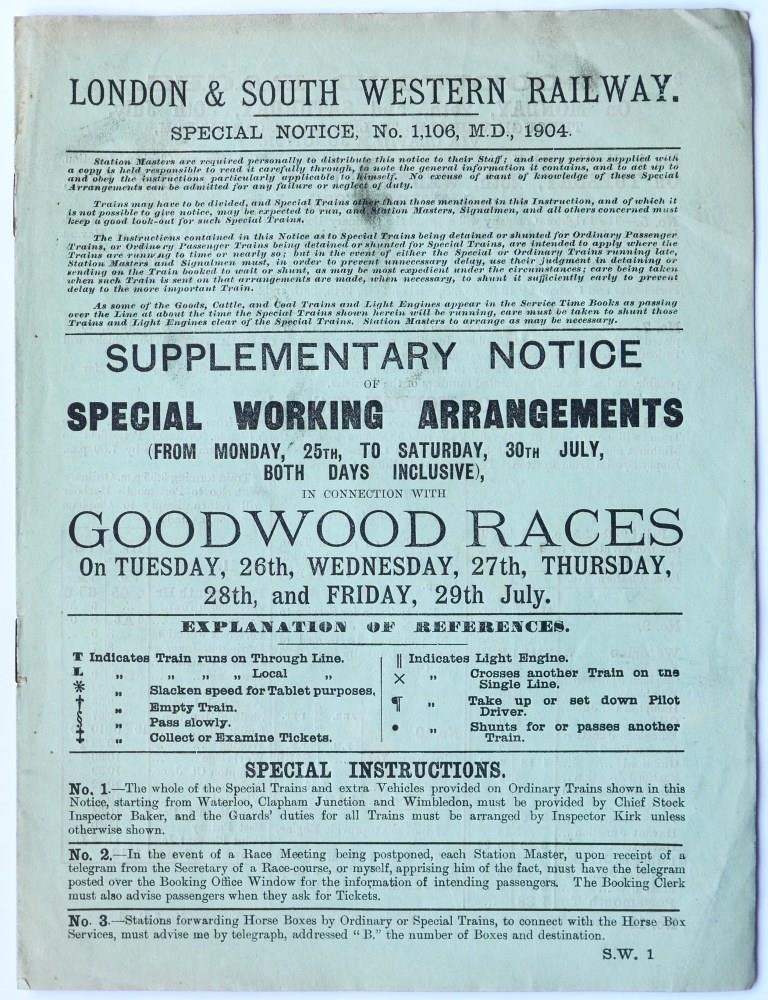 LONDON & SOUTH WESTERN RAILWAY.
SPECIAL NOTICE, No. 1,106, M.D., 1904.
Station Masters are required personally to distribute this notice to their Staff; and every person supplied with
a copy is held responsible to read it carefully through, to note the general information it contains, and to act up to
and obey the instructions particularly applicable to himself. No excuse of want of knowledge of these Special
Arrangements can be admitted for any failure or neglect of duty.
Trains may have to be divided, and Special Trains other than those mentioned in this Instruction, and of which it
is not possible to give notice, may be expected to run, and Station Masters, Signalmen, and all others concerned must
keep a good look-out for such Special Trains.
The Instructions contained in this Notice as to Special Trains being detained or shunted for Ordinary Passenger
Trains, or Ordinary Passenger Trains being detained or shunted for Special Trains, are intended to apply where the
Trains are running to time or nearly so; but in the event of either the Special or Ordinary Trains running late,
Station Masters and Signalmen must, in order to prevent unnecessary delay, use their judgment in detaining or
sending on the Train booked to wait or shunt, as may be most expedient under the circumstances; care being taken
when such Train is sent on that arrangements are made, when necessary, to shunt it sufficiently early to prevent
delay to the more important Train.
As some of the Goods, Cattle, and Coal Trains and Light Engines appear in the Service Time Books as passing
over the Line at about the time the Special Trains shown herein will be running, care must be taken to shunt those
Trains and Light Engines clear of the Special Trains. Station Masters to arrange as may be necessary.
SUPPLEMENTARY NOTICE
OF
SPECIAL WORKING ARRANGEMENTS
(FROM MONDAY, 25TH, TO SATURDAY, 30TH JULY,
BOTH DAYS INCLUSIVE),
IN CONNECTION WITH
GOODWOOD RACES
On TUESDAY, 26th, WEDNESDAY, 27th, THURSDAY,
28th, and FRIDAY, 29th July.
EXPLANATION OF REFERENCES.
T Indicates Train runs on Through Line.
L „ „ „ „ Local „
* „ Slacken speed for Tablet purposes.
† „ Empty Train.
§ „ Pass slowly.
‡ „ Collect or Examine Tickets.
|| Indicates Light Engine.
× „ Crosses another Train on the
Single Line.
¶ „ Take up or set down Pilot
Driver.
• „ Shunts for or passes another
Train.
SPECIAL INSTRUCTIONS.
No. 1.—The whole of the Special Trains and extra Vehicles provided on Ordinary Trains shown in this
Notice, starting from Waterloo, Clapham Junction and Wimbledon, must be provided by Chief Stock
Inspector Baker, and the Guards' duties for all Trains must be arranged by Inspector Kirk unless
otherwise shown.
No. 2.—In the event of a Race Meeting being postponed, each Station Master, upon receipt of a
telegram from the Secretary of a Race-course, or myself, apprising him of the fact, must have the telegram
posted over the Booking Office Window for the information of intending passengers. The Booking Clerk
must also advise passengers when they ask for Tickets.
No. 3.—Stations forwarding Horse Boxes by Ordinary or Special Trains, to connect with the Horse Box
Services, must advise me by telegraph, addressed "B." the number of Boxes and destination.
S.W. 1